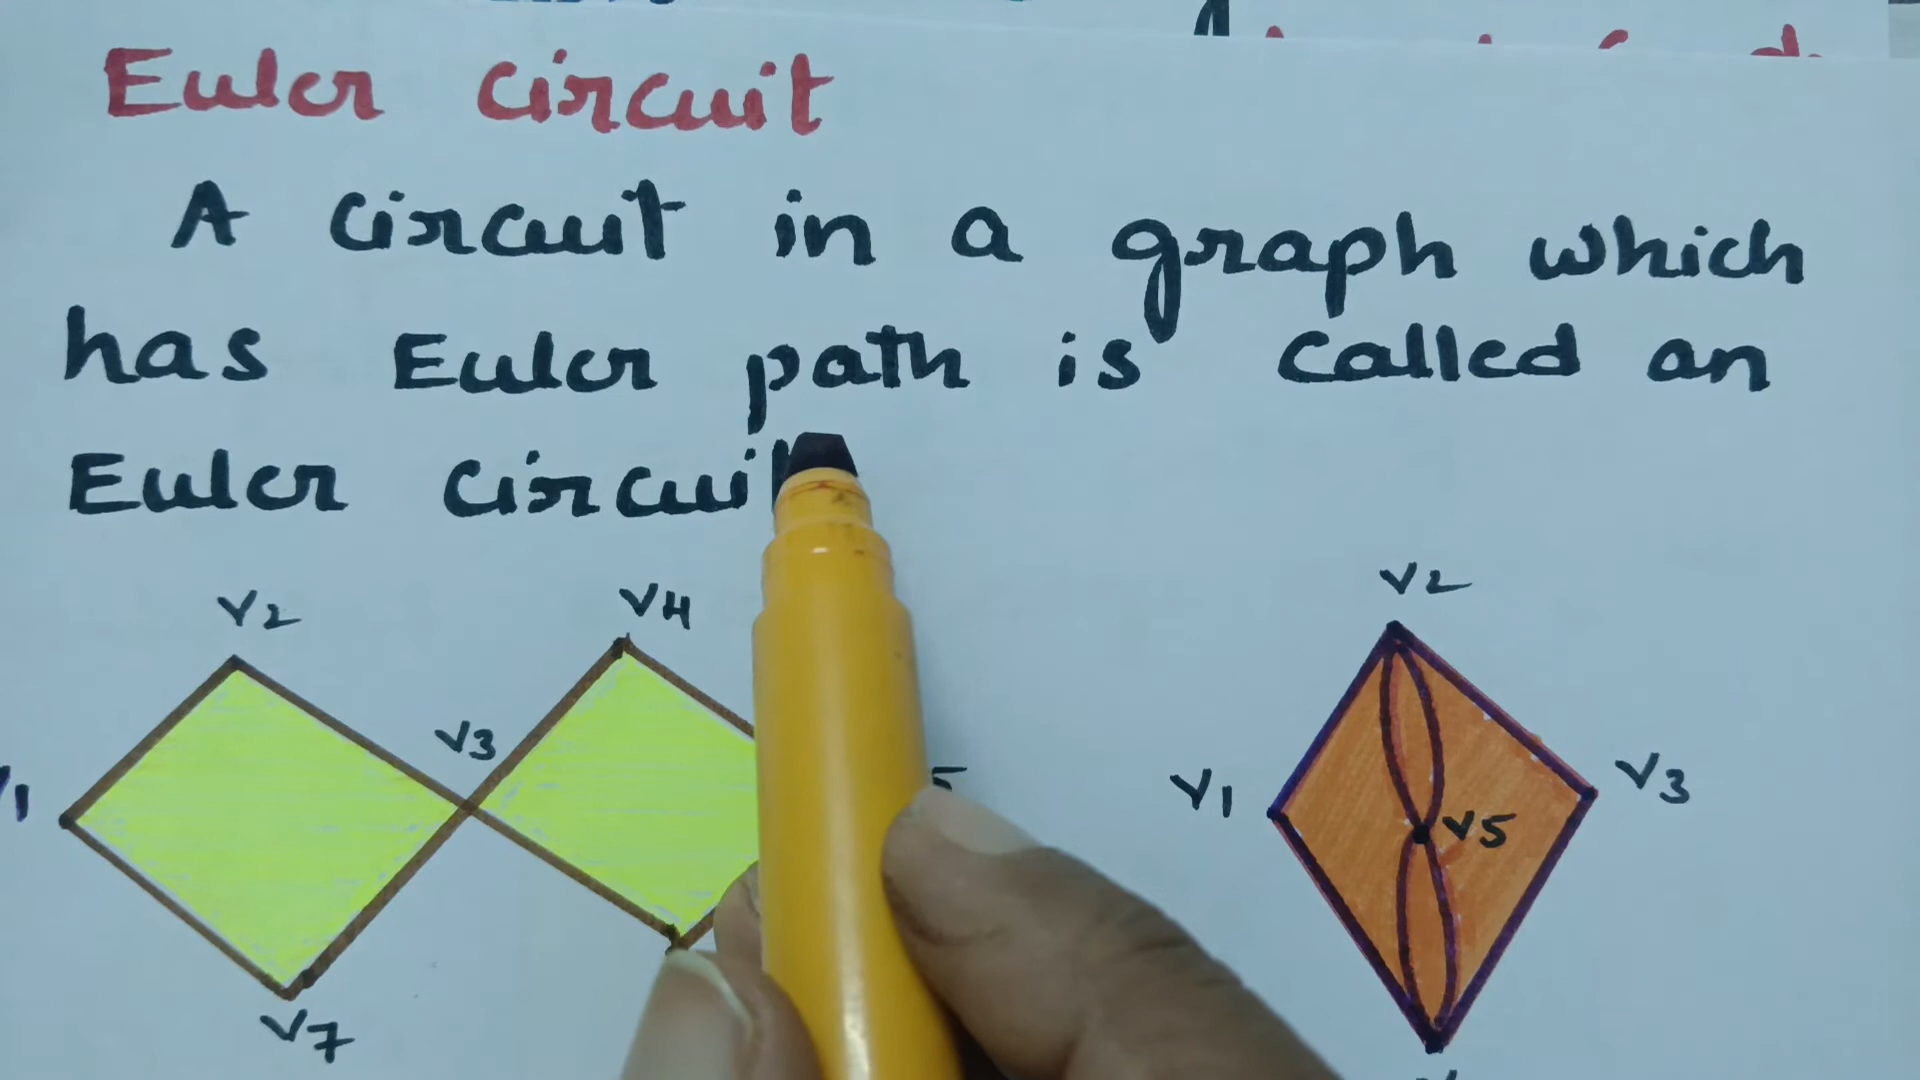 Euler circuit
A circuit in a graph which
has Euler path is called an
Euler
V2
V4
V2
V3
V1
V3
V5
V7